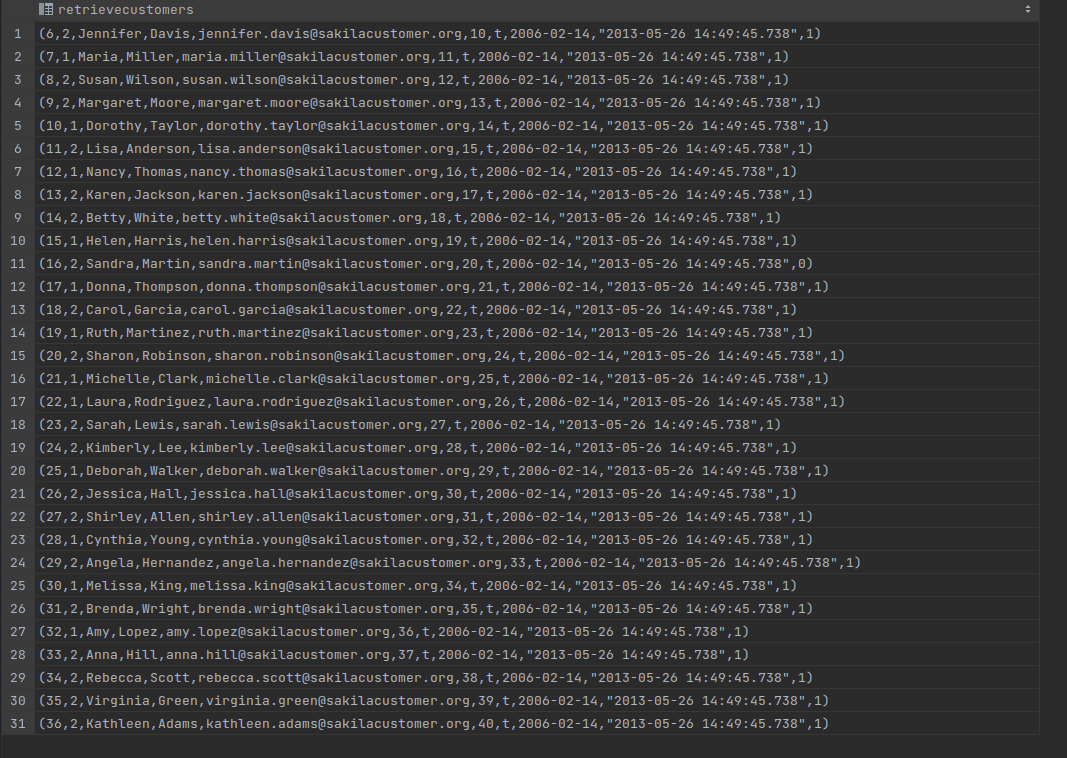 retrievecustomers
1 (6,2,Jennifer,Davis,jennifer.davis@sakilacustomer.org,10,t,2006-02-14,"2013-05-26 14:49:45.738",1)
2 (7,1,Maria,Miller,maria.miller@sakilacustomer.org,11,t,2006-02-14,"2013-05-26 14:49:45.738",1)
3 (8,2,Susan,Wilson,susan.wilson@sakilacustomer.org,12,t,2006-02-14,"2013-05-26 14:49:45.738",1)
4 (9,2,Margaret,Moore,margaret.moore@sakilacustomer.org,13,t,2006-02-14,"2013-05-26 14:49:45.738",1)
5 (10,1,Dorothy,Taylor,dorothy.taylor@sakilacustomer.org,14,t,2006-02-14,"2013-05-26 14:49:45.738",1)
6 (11,2,Lisa,Anderson,lisa.anderson@sakilacustomer.org,15,t,2006-02-14,"2013-05-26 14:49:45.738",1)
7 (12,1,Nancy,Thomas,nancy.thomas@sakilacustomer.org,16,t,2006-02-14,"2013-05-26 14:49:45.738",1)
8 (13,2,Karen,Jackson,karen.jackson@sakilacustomer.org,17,t,2006-02-14,"2013-05-26 14:49:45.738",1)
9 (14,2,Betty,White,betty.white@sakilacustomer.org,18,t,2006-02-14,"2013-05-26 14:49:45.738",1)
10 (15,1,Helen,Harris,helen.harris@sakilacustomer.org,19,t,2006-02-14,"2013-05-26 14:49:45.738",1)
11 (16,2,Sandra,Martin,sandra.martin@sakilacustomer.org,20,t,2006-02-14,"2013-05-26 14:49:45.738",0)
12 (17,1,Donna,Thompson,donna.thompson@sakilacustomer.org,21,t,2006-02-14,"2013-05-26 14:49:45.738",1)
13 (18,2,Carol,Garcia,carol.garcia@sakilacustomer.org,22,t,2006-02-14,"2013-05-26 14:49:45.738",1)
14 (19,1,Ruth,Martinez,ruth.martinez@sakilacustomer.org,23,t,2006-02-14,"2013-05-26 14:49:45.738",1)
15 (20,2,Sharon,Robinson,sharon.robinson@sakilacustomer.org,24,t,2006-02-14,"2013-05-26 14:49:45.738",1)
16 (21,1,Michelle,Clark,michelle.clark@sakilacustomer.org,25,t,2006-02-14,"2013-05-26 14:49:45.738",1)
17 (22,1,Laura,Rodriguez,laura.rodriguez@sakilacustomer.org,26,t,2006-02-14,"2013-05-26 14:49:45.738",1)
18 (23,2,Sarah,Lewis,sarah.lewis@sakilacustomer.org,27,t,2006-02-14,"2013-05-26 14:49:45.738",1)
19 (24,2,Kimberly,Lee,kimberly.lee@sakilacustomer.org,28,t,2006-02-14,"2013-05-26 14:49:45.738",1)
20 (25,1,Deborah,Walker,deborah.walker@sakilacustomer.org,29,t,2006-02-14,"2013-05-26 14:49:45.738",1)
21 (26,2,Jessica,Hall,jessica.hall@sakilacustomer.org,30,t,2006-02-14,"2013-05-26 14:49:45.738",1)
22 (27,2,Shirley,Allen,shirley.allen@sakilacustomer.org,31,t,2006-02-14,"2013-05-26 14:49:45.738",1)
23 (28,1,Cynthia,Young,cynthia.young@sakilacustomer.org,32,t,2006-02-14,"2013-05-26 14:49:45.738",1)
24 (29,2,Angela,Hernandez,angela.hernandez@sakilacustomer.org,33,t,2006-02-14,"2013-05-26 14:49:45.738",1)
25 (30,1,Melissa,King,melissa.king@sakilacustomer.org,34,t,2006-02-14,"2013-05-26 14:49:45.738",1)
26 (31,2,Brenda,Wright,brenda.wright@sakilacustomer.org,35,t,2006-02-14,"2013-05-26 14:49:45.738",1)
27 (32,1,Amy,Lopez,amy.lopez@sakilacustomer.org,36,t,2006-02-14,"2013-05-26 14:49:45.738",1)
28 (33,2,Anna,Hill,anna.hill@sakilacustomer.org,37,t,2006-02-14,"2013-05-26 14:49:45.738",1)
29 (34,2,Rebecca,Scott,rebecca.scott@sakilacustomer.org,38,t,2006-02-14,"2013-05-26 14:49:45.738",1)
30 (35,2,Virginia,Green,virginia.green@sakilacustomer.org,39,t,2006-02-14,"2013-05-26 14:49:45.738",1)
31 (36,2,Kathleen,Adams,kathleen.adams@sakilacustomer.org,40,t,2006-02-14,"2013-05-26 14:49:45.738",1)